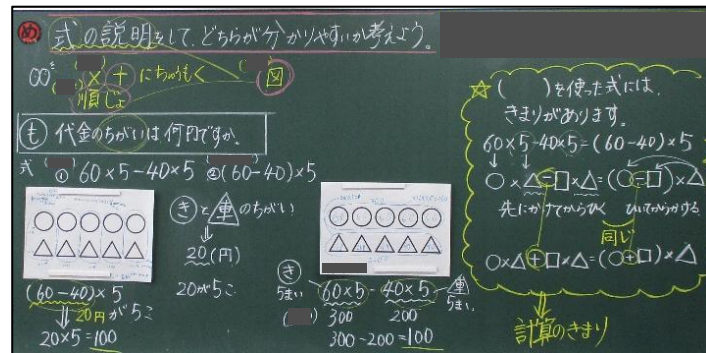 め 式の説明をして、どちらが分かりやすいか考えよう。
× + にちゅうもく
順じょ
図
も 代金のちがいは何円ですか。
式 ① 60×5-40×5 ② (60-40)×5
き と 重 のちがい
20(円)
20が5こ
(60-40)×5
20円が5こ
20×5=100
き
5まい 60×5-40×5 重 5まい
300 200
300-200=100
☆( )を使った式には、
きまりがあります。
60×5-40×5=(60-40)×5
○×△-□×△=(○-□)×△
先にかけてからひく ひいてからかける
同じ
○×△+□×△=(○+□)×△
計算のきまり